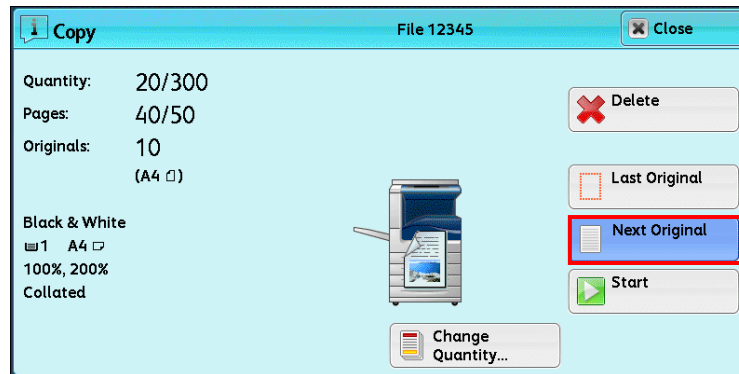 Copy
File 12345
Close
Quantity: 20/300
Pages: 40/50
Originals: 10
(A4)
Black & White
1 A4
100%, 200%
Collated
Delete
Last Original
Next Original
Start
Change
Quantity...